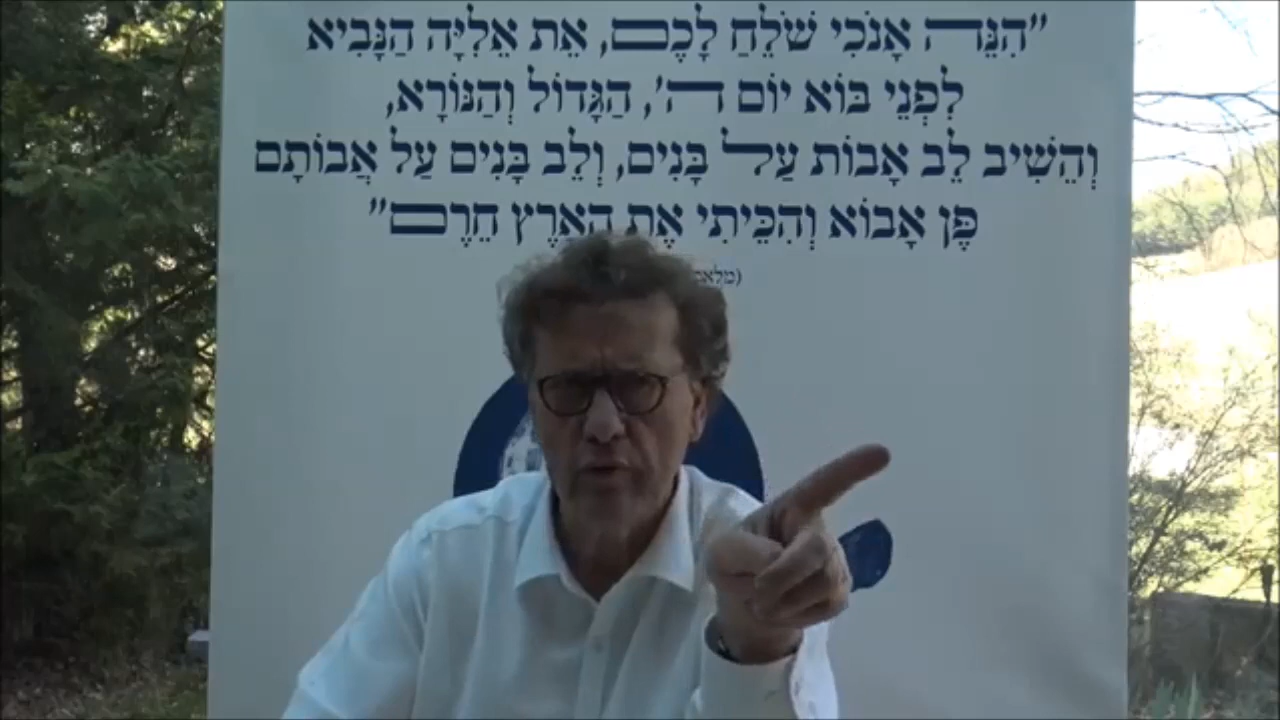 "הִנֵּה אָנֹכִי שֹׁלֵחַ לָכֶם, אֵת אֵלִיָּה הַנָּבִיא
לִפְנֵי בּוֹא יוֹם ה', הַגָּדוֹל וְהַנּוֹרָא,
וְהֵשִׁיב לֵב אָבוֹת עַל בָּנִים, וְלֵב בָּנִים עַל אֲבוֹתָם
פֶּן אָבוֹא וְהִכֵּיתִי אֶת הָאָרֶץ חֵרֶם"